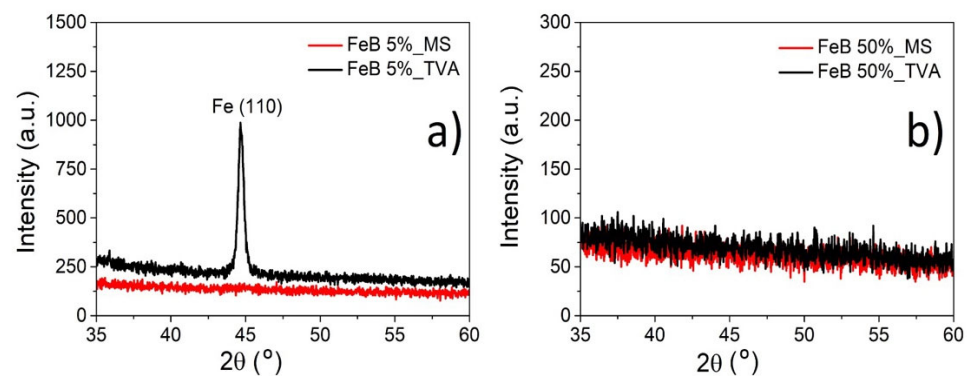 1500
1250
1000
750
500
250
0
35 40 45 50 55 60
2θ (°)
Intensity (a.u.)
FeB 5%_MS
FeB 5%_TVA
Fe (110)
a)
300
250
200
150
100
50
0
35 40 45 50 55 60
2θ (°)
Intensity (a.u.)
FeB 50%_MS
FeB 50%_TVA
b)